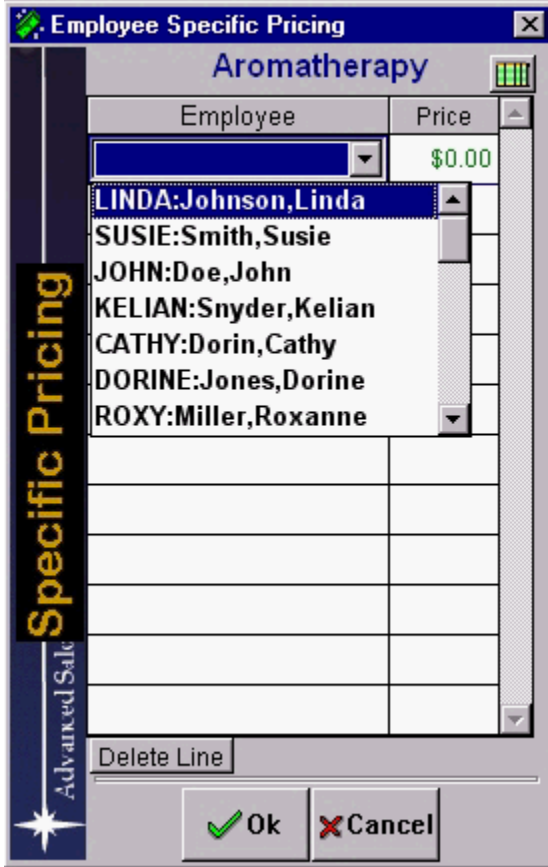 Employee Specific Pricing
Aromatherapy
Employee Price
$0.00
LINDA:Johnson,Linda
SUSIE:Smith,Susie
JOHN:Doe,John
KELIAN:Snyder,Kelian
CATHY:Dorin,Cathy
DORINE:Jones,Dorine
ROXY:Miller,Roxanne
Specific Pricing
Advanced
Delete Line
Ok Cancel